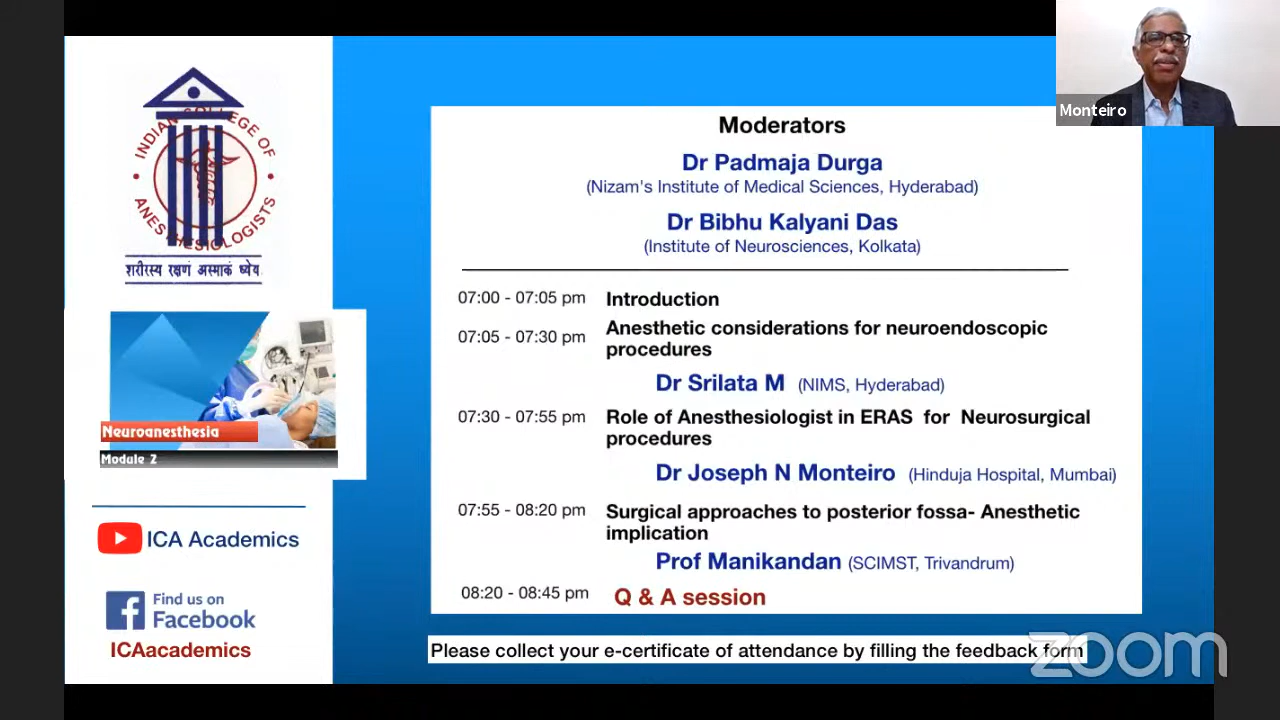 INDIAN COLLEGE OF
ANESTHESIOLOGISTS
शरीरस्य रक्षणं अस्माकं ध्येय
Neuroanesthesia
Module 2
ICA Academics
Find us on
Facebook
ICAacademics
Moderators
Dr Padmaja Durga
(Nizam's Institute of Medical Sciences, Hyderabad)
Dr Bibhu Kalyani Das
(Institute of Neurosciences, Kolkata)
07:00 - 07:05 pm Introduction
07:05 - 07:30 pm Anesthetic considerations for neuroendoscopic
procedures
Dr Srilata M (NIMS, Hyderabad)
07:30 - 07:55 pm Role of Anesthesiologist in ERAS for Neurosurgical
procedures
Dr Joseph N Monteiro (Hinduja Hospital, Mumbai)
07:55 - 08:20 pm Surgical approaches to posterior fossa- Anesthetic
implication
Prof Manikandan (SCIMST, Trivandrum)
08:20 - 08:45 pm Q & A session
Please collect your e-certificate of attendance by filling the feedback form
Monteiro
zoom